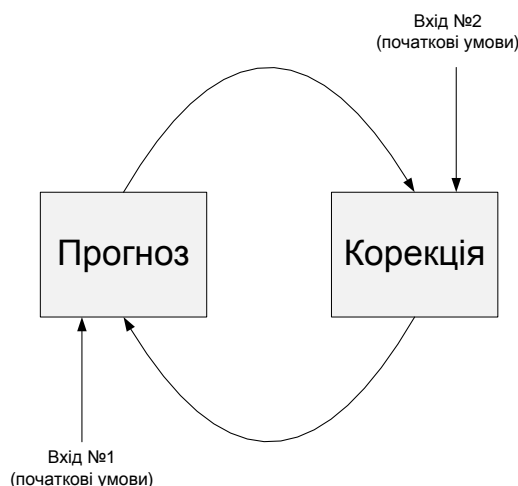 Вхід №2
(початкові умови)
Прогноз
Корекція
Вхід №1
(початкові умови)